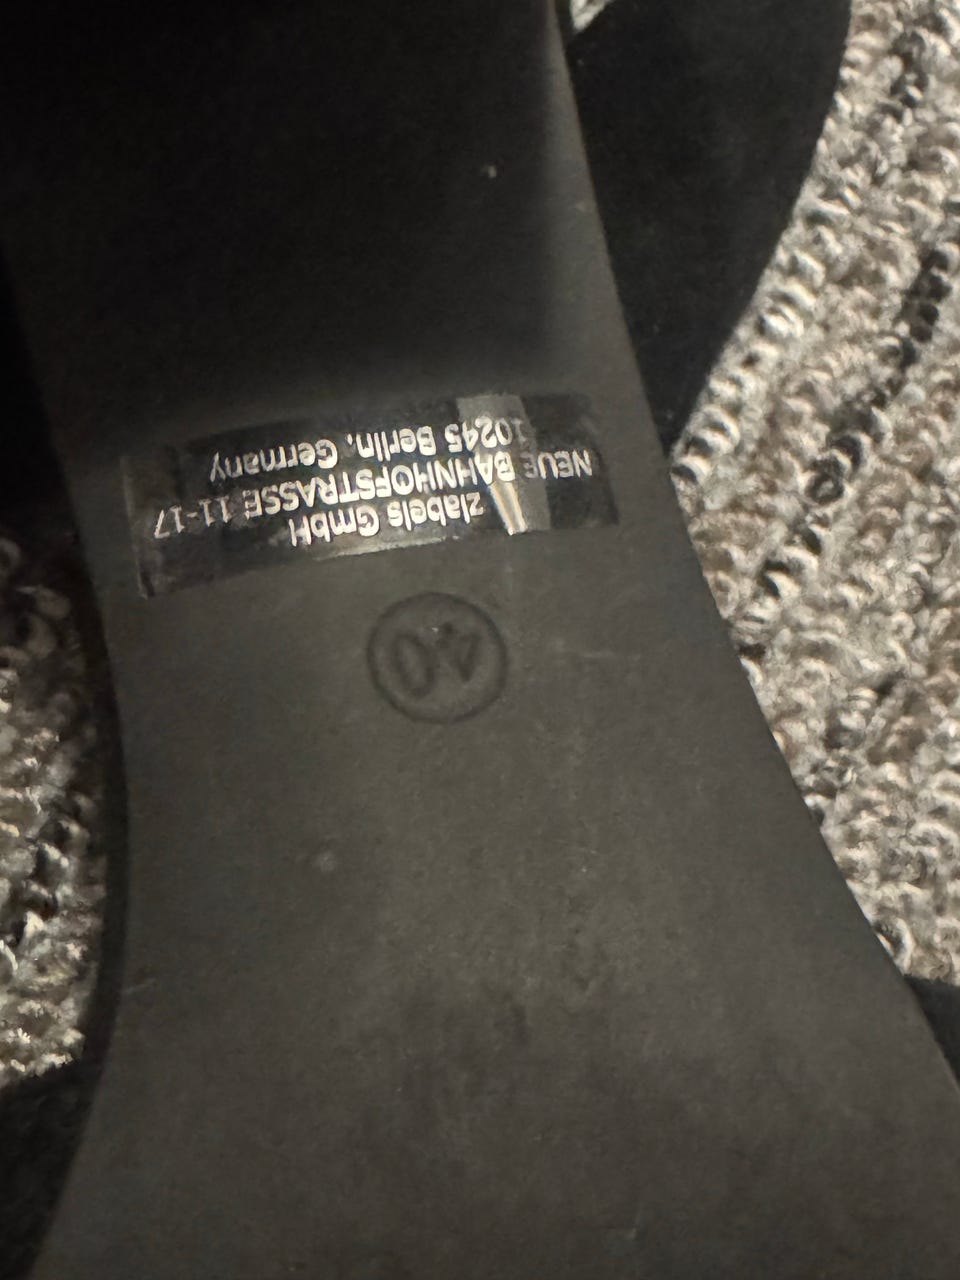 40
zlabels GmbH
NEUE BAHNHOFSTRASSE 11-17
10245 Berlin, Germany